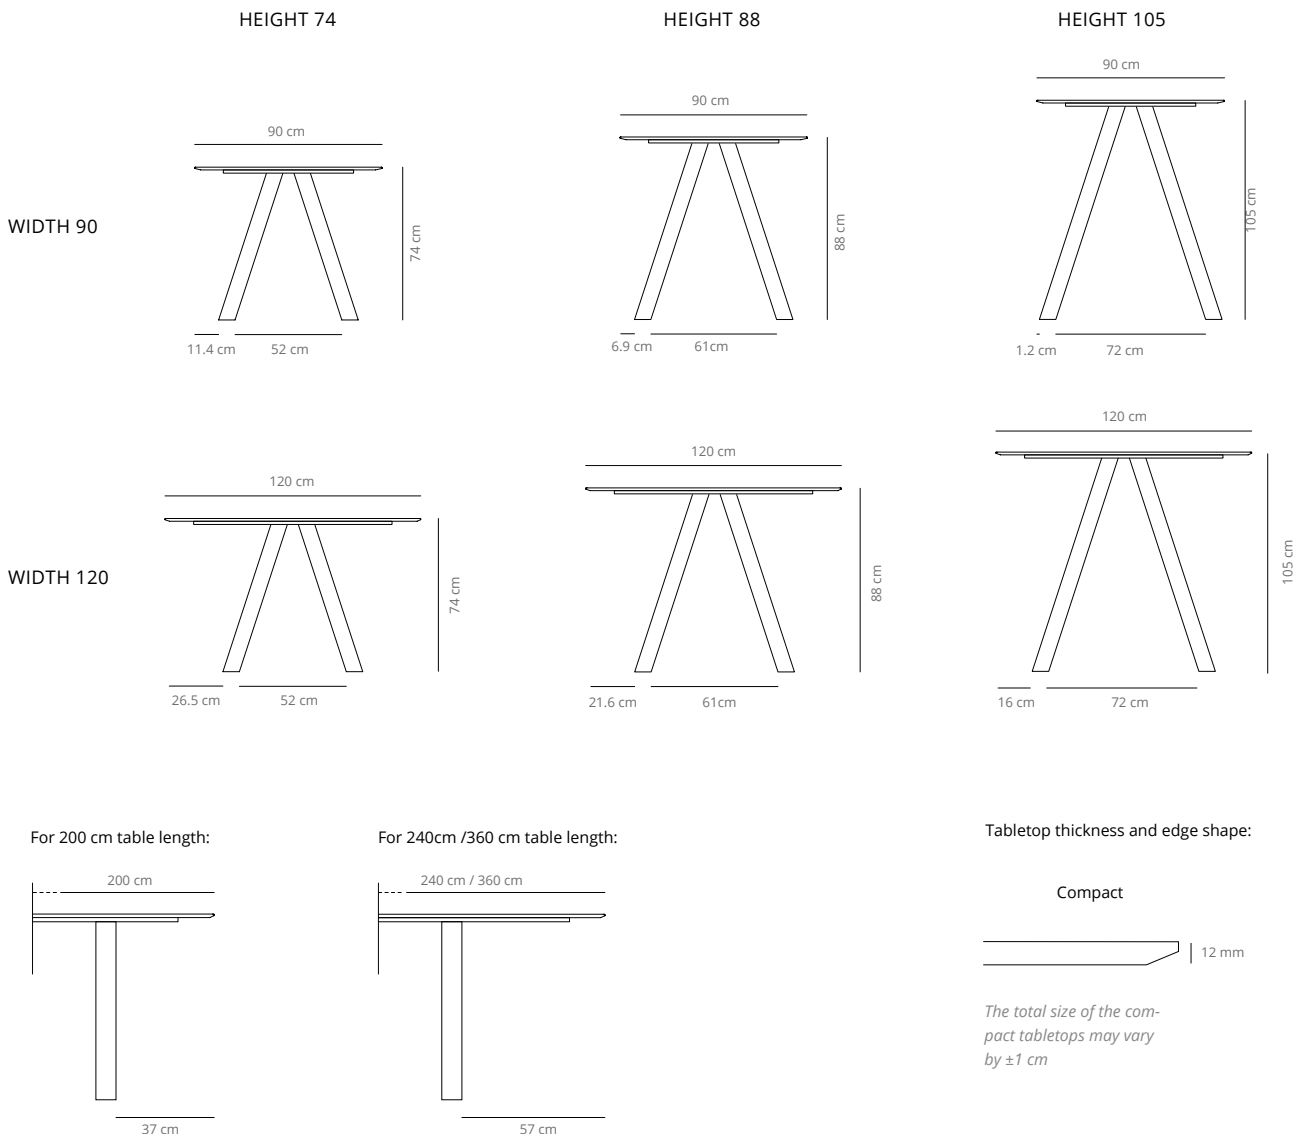 HEIGHT 74
HEIGHT 88
HEIGHT 105
WIDTH 90
90 cm
74 cm
11.4 cm
52 cm
90 cm
88 cm
6.9 cm
61cm
90 cm
105 cm
1.2 cm
72 cm
WIDTH 120
120 cm
74 cm
26.5 cm
52 cm
120 cm
88 cm
21.6 cm
61cm
120 cm
105 cm
16 cm
72 cm
For 200 cm table length:
200 cm
37 cm
For 240cm /360 cm table length:
240 cm / 360 cm
57 cm
Tabletop thickness and edge shape:
Compact
12 mm
The total size of the com-
pact tabletops may vary
by ±1 cm